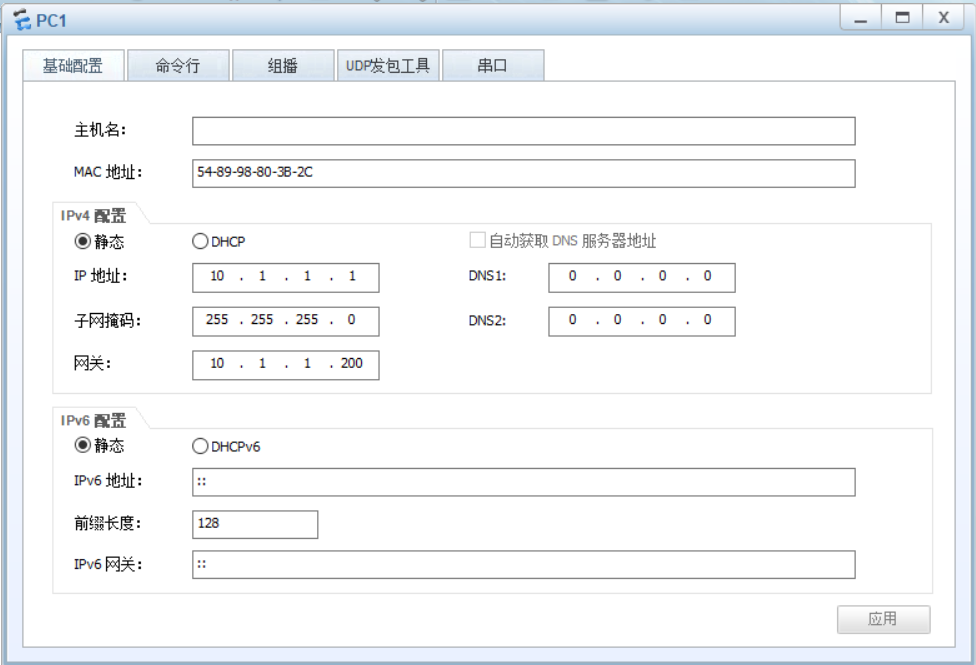 PC1
基础配置 命令行 组播 UDP发包工具 串口
主机名：
MAC 地址： 54-89-98-80-3B-2C
IPv4 配置
静态 DHCP 自动获取 DNS 服务器地址
IP 地址： 10 . 1 . 1 . 1 DNS1: 0 . 0 . 0 . 0
子网掩码： 255 . 255 . 255 . 0 DNS2: 0 . 0 . 0 . 0
网关： 10 . 1 . 1 . 200
IPv6 配置
静态 DHCPv6
IPv6 地址： ::
前缀长度： 128
IPv6 网关： ::
应用